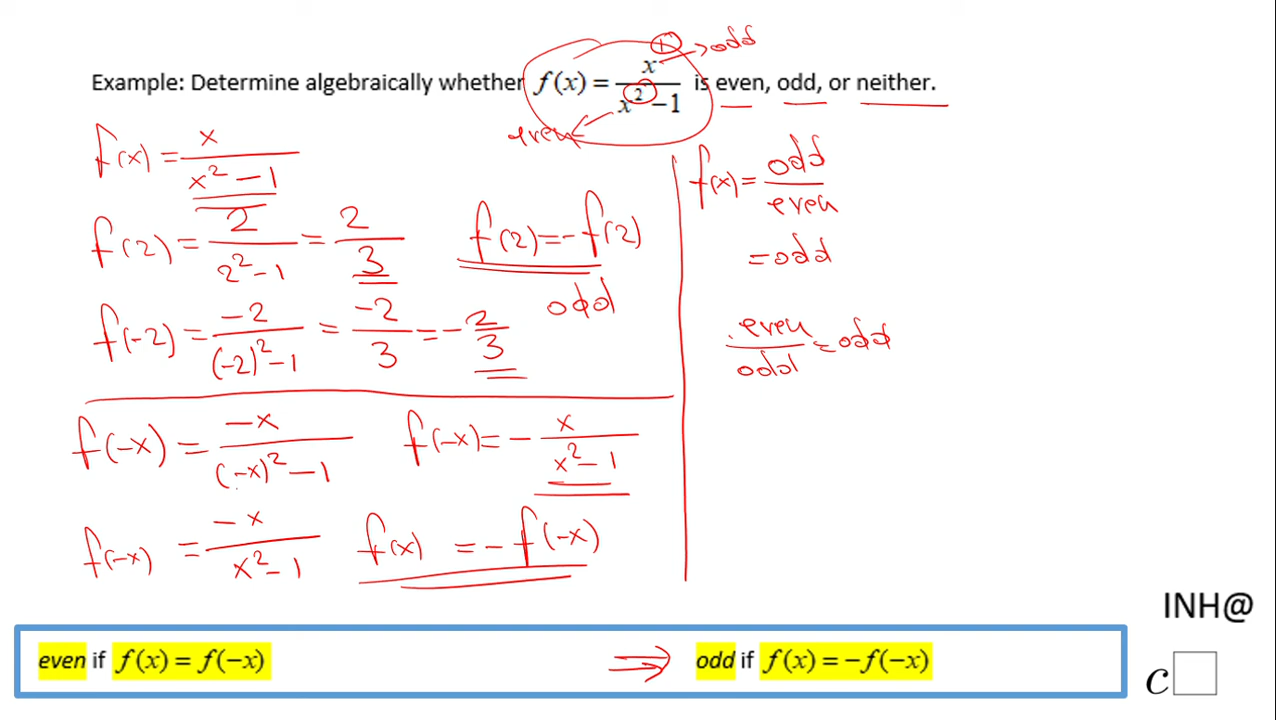 Example: Determine algebraically whether f(x) = x / (x² − 1) is even, odd, or neither.
1 → odd
even
f(x) = x / (x² − 1)
f(2) = 2 / (2² − 1) = 2/3
f(2) = −f(2)
odd
f(−2) = −2 / ((−2)² − 1) = −2/3 = −2/3
f(−x) = −x / ((−x)² − 1)
f(−x) = − x / (x² − 1)
f(−x) = −x / (x² − 1)
f(x) = − f(−x)
f(x) = odd / even
= odd
even / odd = odd
even if f(x) = f(−x)
⇒ odd if f(x) = −f(−x)
INH@
c